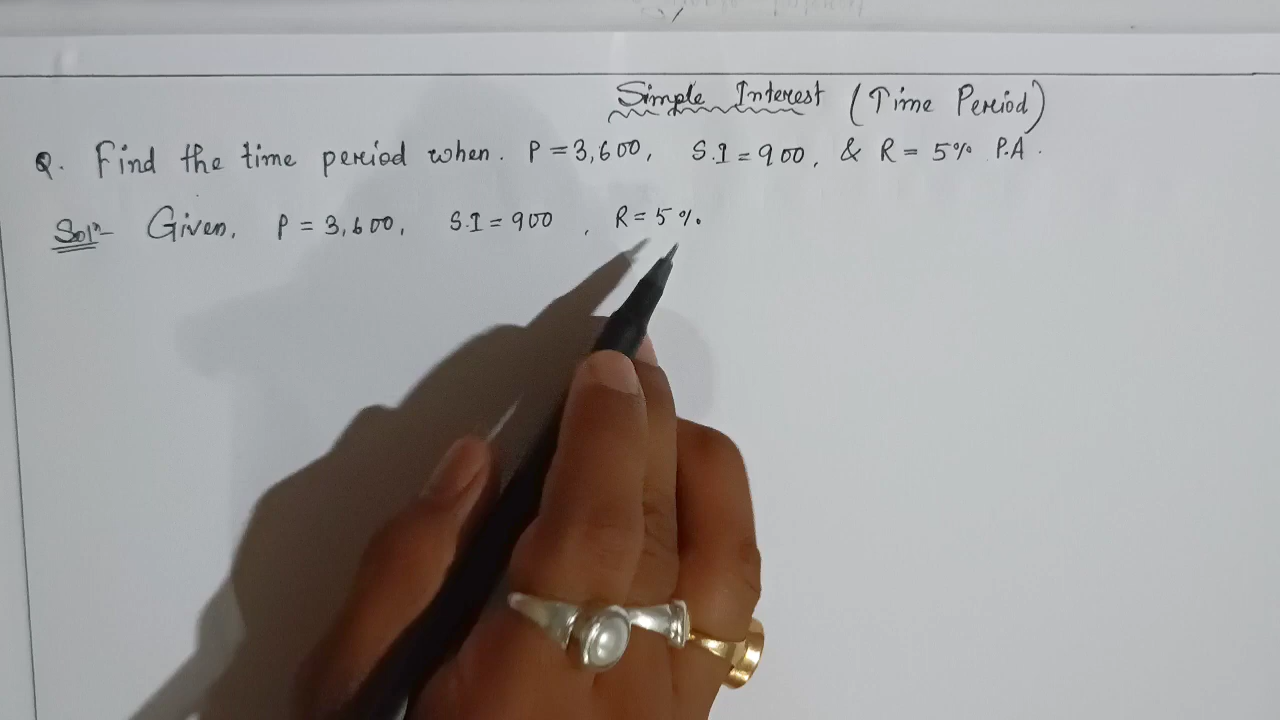 Simple Interest (Time Period)
Q. Find the time period when. P = 3,600, S.I = 900, & R = 5% P.A.
Solⁿ- Given, P = 3,600, S.I = 900, R = 5%